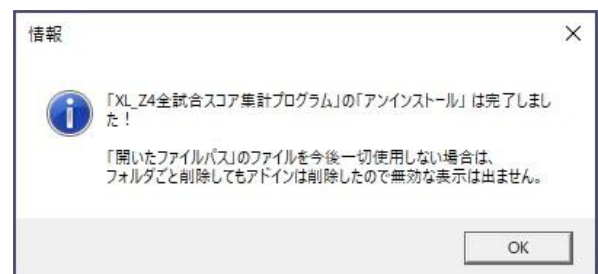 情報
「XL_Z4全試合スコア集計プログラム」の「アンインストール」は完了しまし
た！
「開いたファイルパス」のファイルを今後一切使用しない場合は、
フォルダごと削除してもアドインは削除したので無効な表示は出ません。
OK